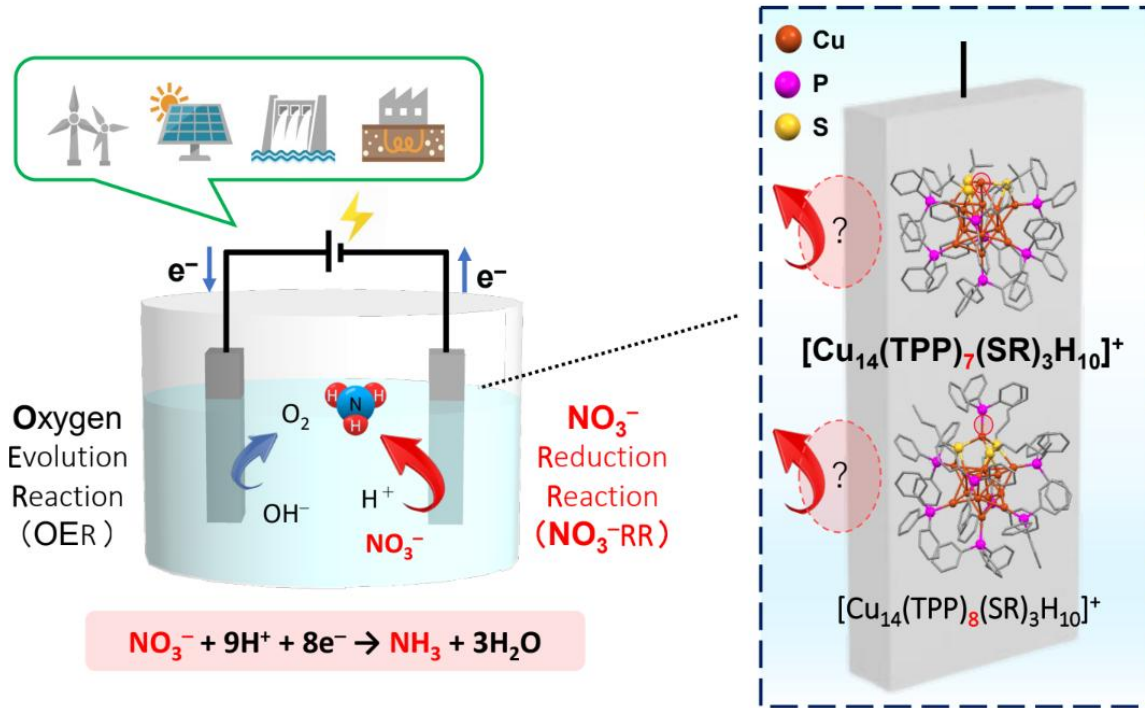 e⁻
e⁻
Oxygen
Evolution
Reaction
(OER)
O₂
OH⁻
N
H
H
H
H⁺
NO₃⁻
NO₃⁻
Reduction
Reaction
(NO₃⁻RR)
NO₃⁻ + 9H⁺ + 8e⁻ → NH₃ + 3H₂O
Cu
P
S
?
[Cu₁₄(TPP)₇(SR)₃H₁₀]⁺
?
[Cu₁₄(TPP)₈(SR)₃H₁₀]⁺